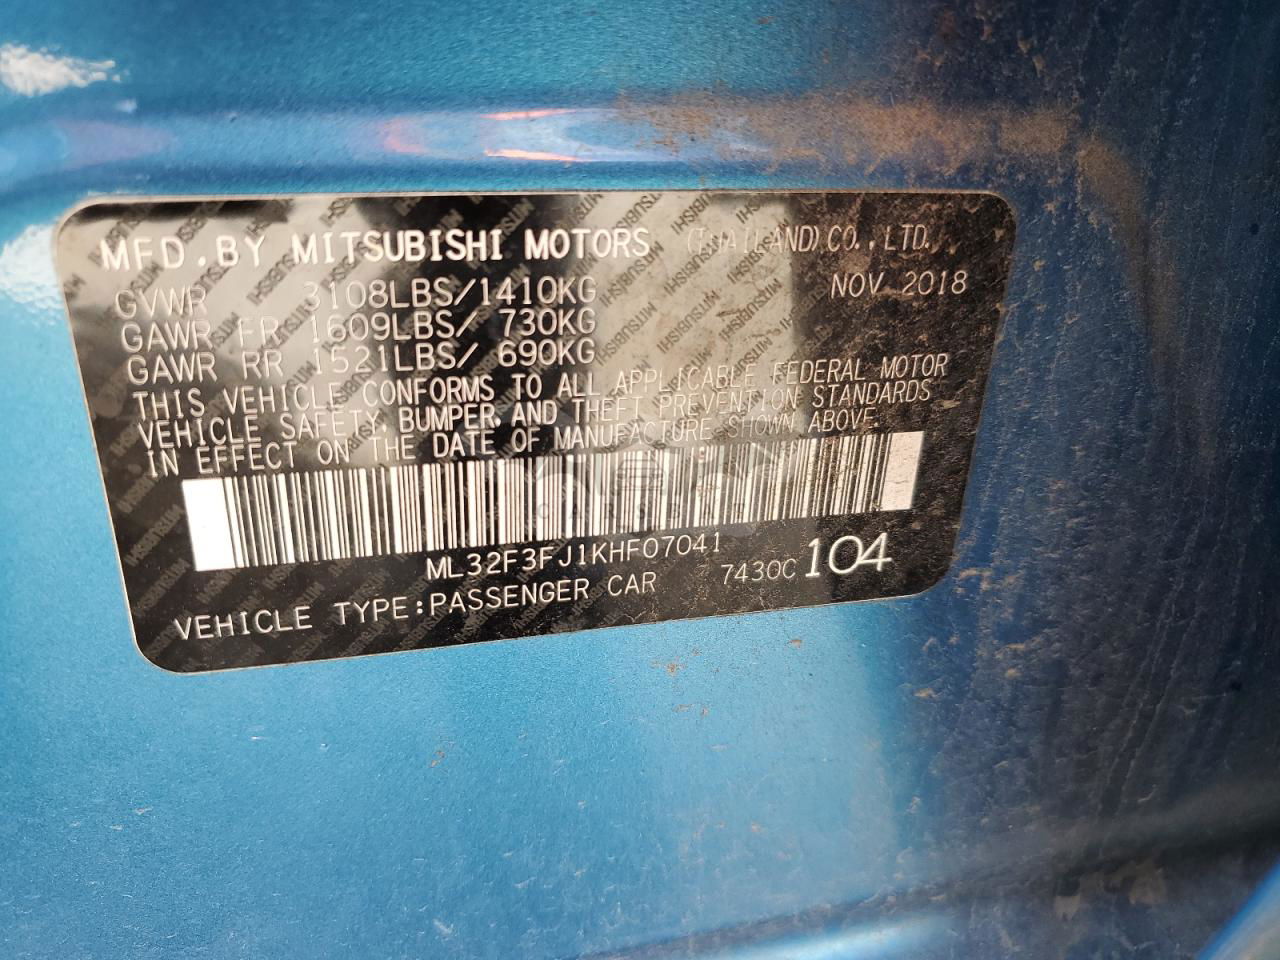 MFD. BY MITSUBISHI MOTORS (THAILAND) CO., LTD.
GVWR 3108LBS/1410KG NOV 2018
GAWR FR 1609LBS/ 730KG
GAWR RR 1521LBS/ 690KG
THIS VEHICLE CONFORMS TO ALL APPLICABLE FEDERAL MOTOR
VEHICLE SAFETY, BUMPER, AND THEFT PREVENTION STANDARDS
IN EFFECT ON THE DATE OF MANUFACTURE SHOWN ABOVE.
ML32F3FJ1KHF07041
VEHICLE TYPE:PASSENGER CAR 7430C 104